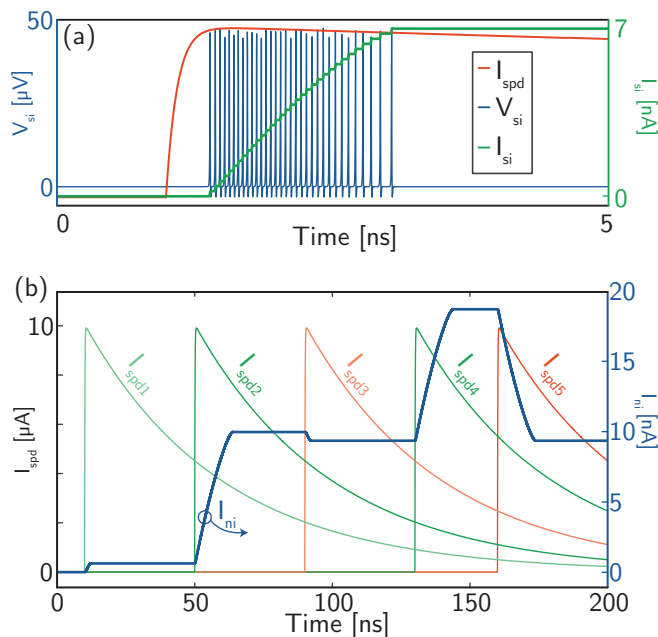 (a)
50
V_si [µV]
0
I_spd
V_si
I_si
7
I_si [nA]
0
0
5
Time [ns]
(b)
10
I_spd [µA]
0
I_spd1
I_spd2
I_spd3
I_spd4
I_spd5
I_ni
20
15
10
5
0
I_ni [nA]
0
50
100
150
200
Time [ns]